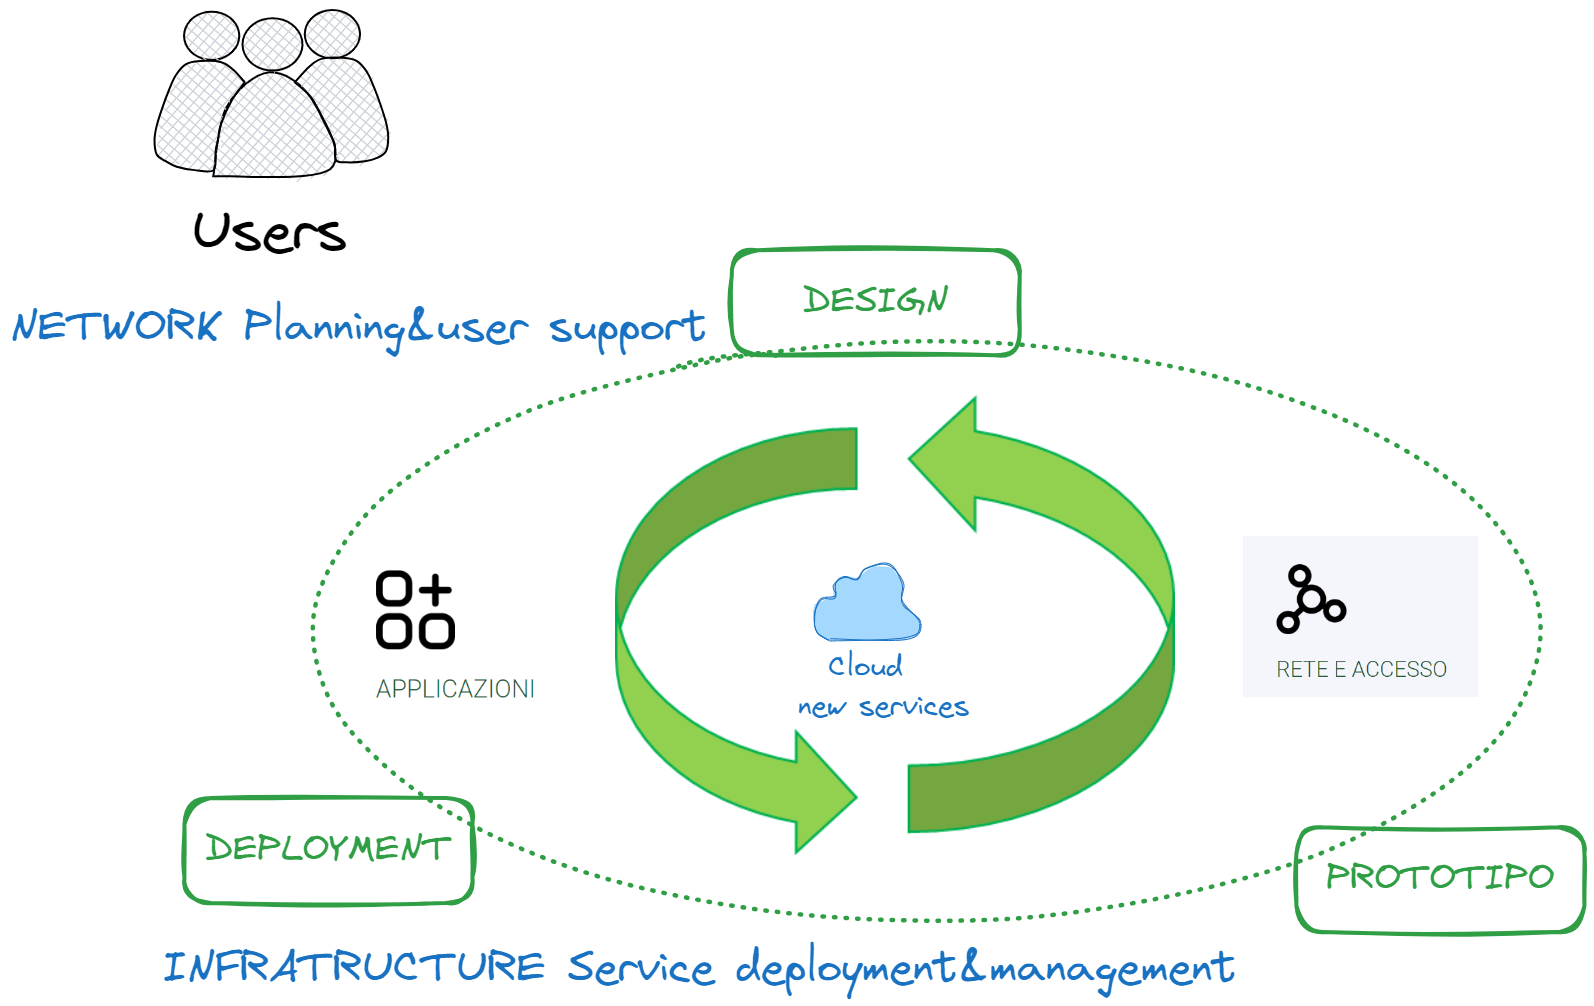 Users
DESIGN
NETWORK Planning&user support
APPLICAZIONI
Cloud
new services
RETE E ACCESSO
DEPLOYMENT
PROTOTIPO
INFRATRUCTURE Service deployment&management